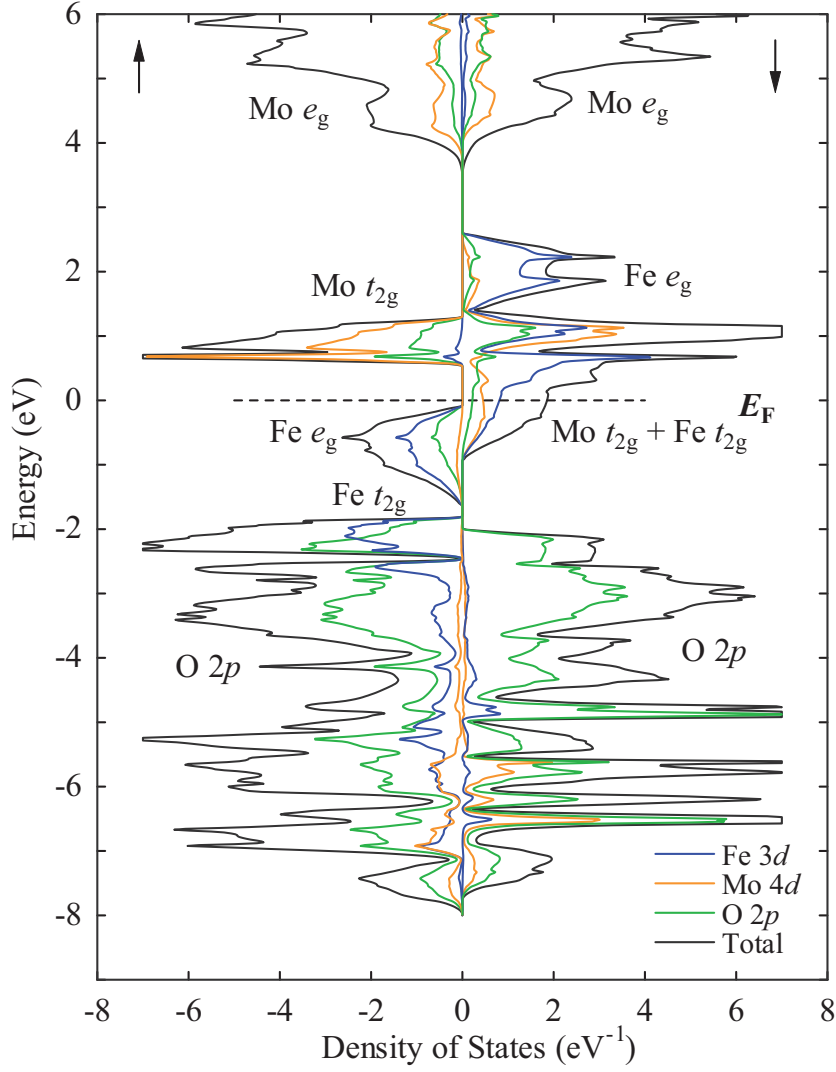 6
4
2
0
-2
-4
-6
-8
-8 -6 -4 -2 0 2 4 6 8
Energy (eV)
Density of States (eV⁻¹)
Mo eg
Mo eg
Mo t2g
Fe eg
EF
Fe eg
Mo t2g + Fe t2g
Fe t2g
O 2p
O 2p
Fe 3d
Mo 4d
O 2p
Total